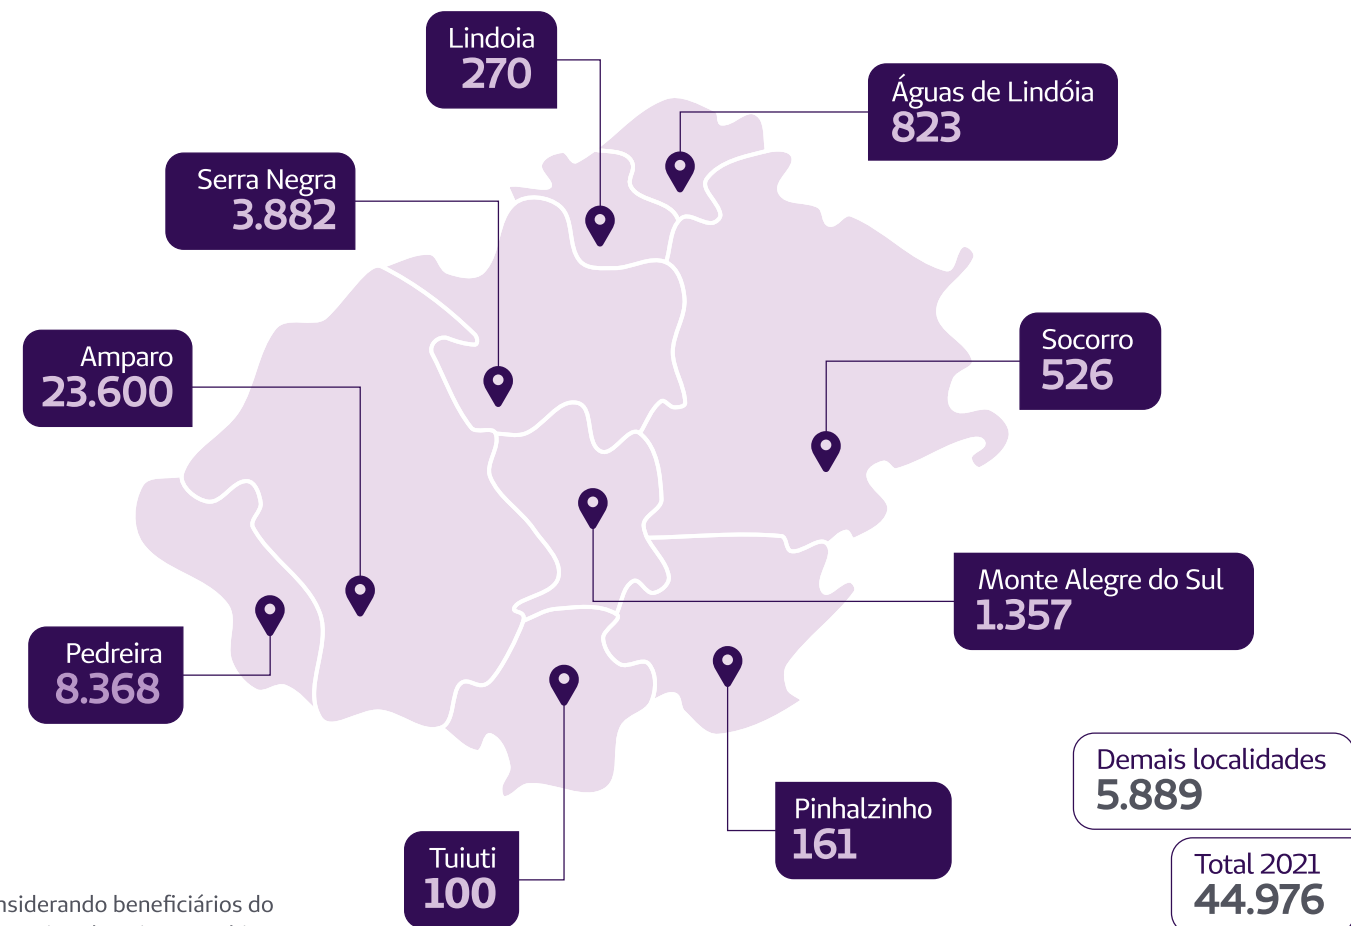 Lindoia
270
Águas de Lindóia
823
Serra Negra
3.882
Socorro
526
Amparo
23.600
Monte Alegre do Sul
1.357
Pedreira
8.368
Demais localidades
5.889
Pinhalzinho
161
Tuiuti
100
Total 2021
44.976
nsiderando beneficiários do